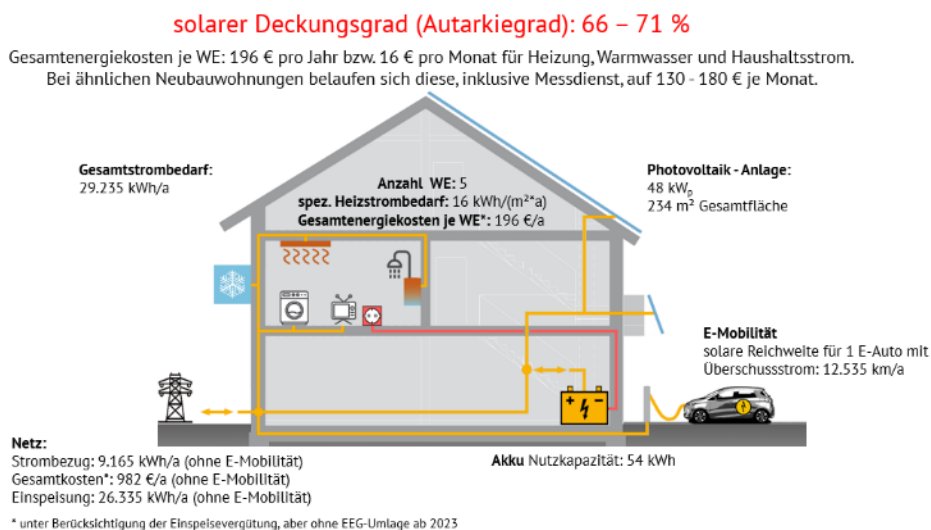 solarer Deckungsgrad (Autarkiegrad): 66 – 71 %
Gesamtenergiekosten je WE: 196 € pro Jahr bzw. 16 € pro Monat für Heizung, Warmwasser und Haushaltsstrom.
Bei ähnlichen Neubauwohnungen belaufen sich diese, inklusive Messdienst, auf 130 - 180 € je Monat.
Gesamtstrombedarf:
29.235 kWh/a
Anzahl WE: 5
spez. Heizstrombedarf: 16 kWh/(m²*a)
Gesamtenergiekosten je WE*: 196 €/a
Photovoltaik - Anlage:
48 kWp
234 m² Gesamtfläche
E-Mobilität
solare Reichweite für 1 E-Auto mit
Überschussstrom: 12.535 km/a
Netz:
Strombezug: 9.165 kWh/a (ohne E-Mobilität)
Gesamtkosten*: 982 €/a (ohne E-Mobilität)
Einspeisung: 26.335 kWh/a (ohne E-Mobilität)
Akku Nutzkapazität: 54 kWh
* unter Berücksichtigung der Einspeisevergütung, aber ohne EEG-Umlage ab 2023